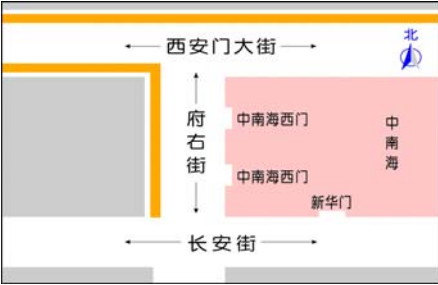 北
西安门大街
府右街
中南海西门
中南海
中南海西门
新华门
长安街